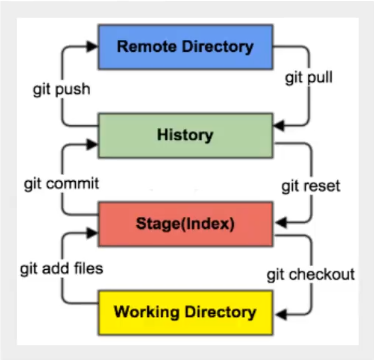 Remote Directory
git push
git pull
History
git commit
git reset
Stage(Index)
git add files
git checkout
Working Directory